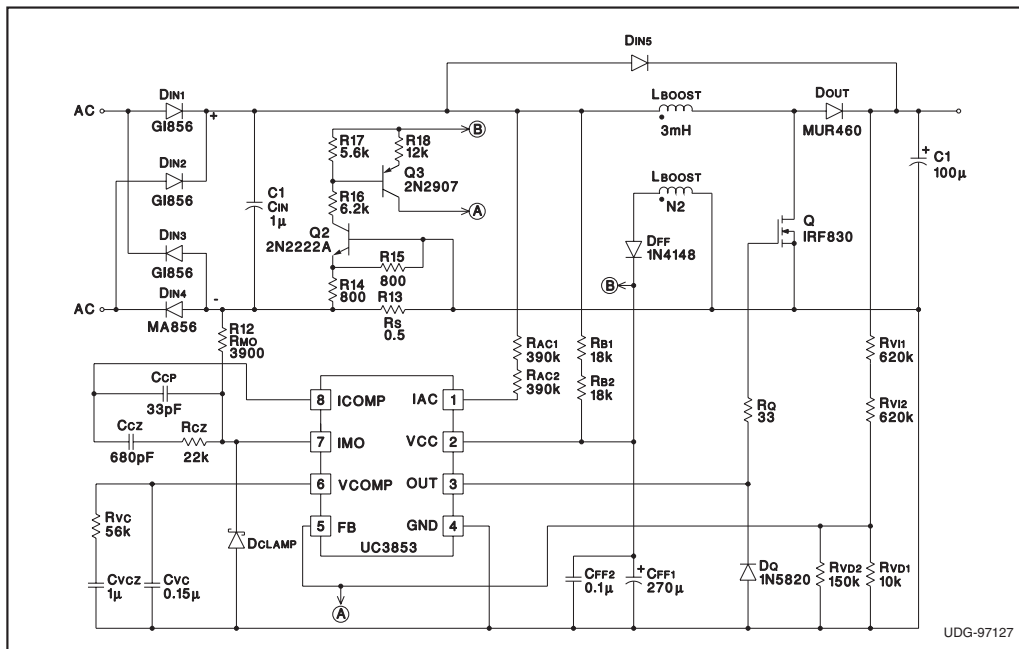 DIN5
AC
DIN1
GI856
+
DIN2
GI856
DIN3
GI856
DIN4
MA856
-
AC
C1
CIN
1µ
R17
5.6k
R18
12k
B
Q3
2N2907
A
R16
6.2k
Q2
2N2222A
R15
800
R14
800
R13
RS
0.5
LBOOST
3mH
DOUT
MUR460
+
C1
100µ
LBOOST
N2
DFF
1N4148
B
Q
IRF830
R12
RMO
3900
RAC1
390k
RAC2
390k
RB1
18k
RB2
18k
RVI1
620k
RVI2
620k
RQ
33
CCP
33pF
CCZ
680pF
RCZ
22k
8 ICOMP
IAC 1
7 IMO
VCC 2
6 VCOMP
OUT 3
5 FB
GND 4
UC3853
RVC
56k
CVCZ
1µ
CVC
0.15µ
DCLAMP
A
CFF2
0.1µ
+
CFF1
270µ
DQ
1N5820
RVD2
150k
RVD1
10k
UDG-97127